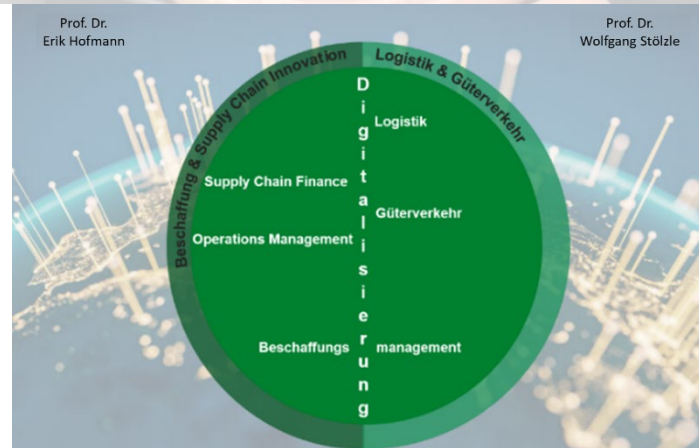 Prof. Dr.
Erik Hofmann
Prof. Dr.
Wolfgang Stölzle
Beschaffung & Supply Chain Innovation
Logistik & Güterverkehr
Digitalisierung
Logistik
Supply Chain Finance
Güterverkehr
Operations Management
Beschaffungs management